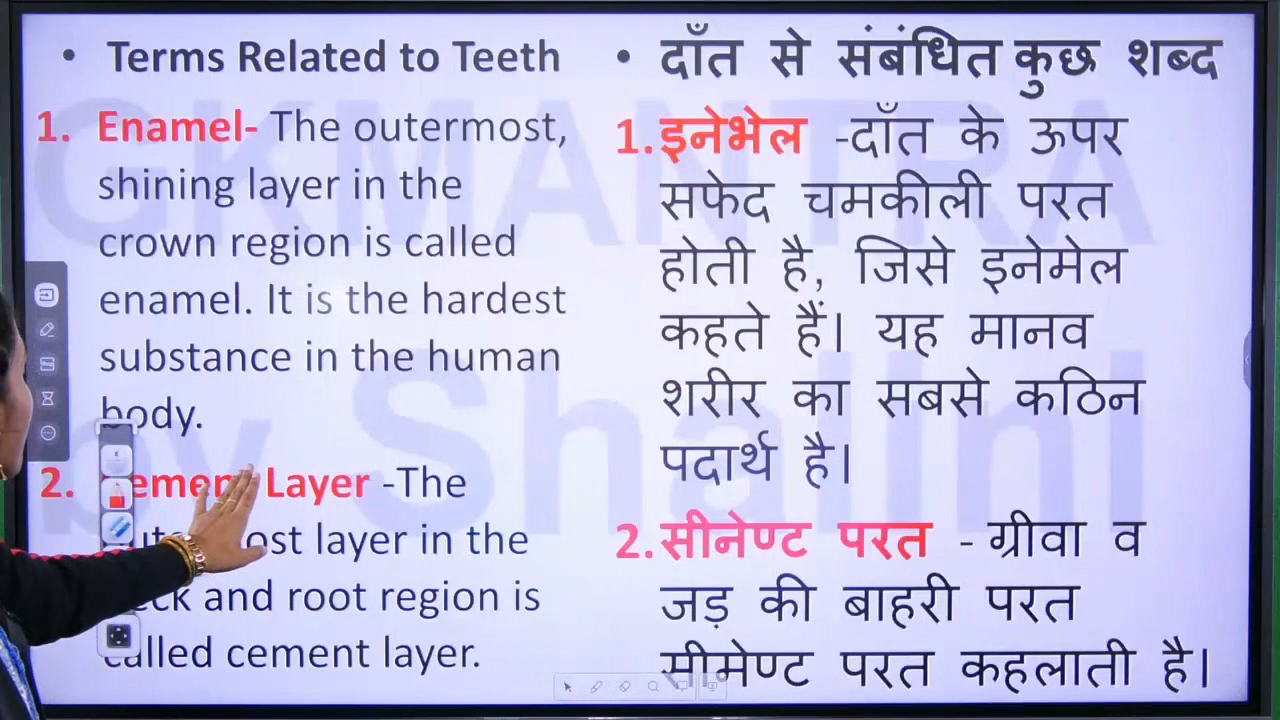 • Terms Related to Teeth
1. Enamel- The outermost,
shining layer in the
crown region is called
enamel. It is the hardest
substance in the human
body.
2. Layer -The
layer in the
and root region is
called cement layer.
• दाँत से संबंधित कुछ शब्द
1. इनेभेल -दाँत के ऊपर
सफेद चमकीली परत
होती है, जिसे इनेमेल
कहते हैं। यह मानव
शरीर का सबसे कठिन
पदार्थ है।
2. सीनेण्ट परत - ग्रीवा व
जड़ की बाहरी परत
सीमेण्ट परत कहलाती है।
GKMANTRA
by Shalini